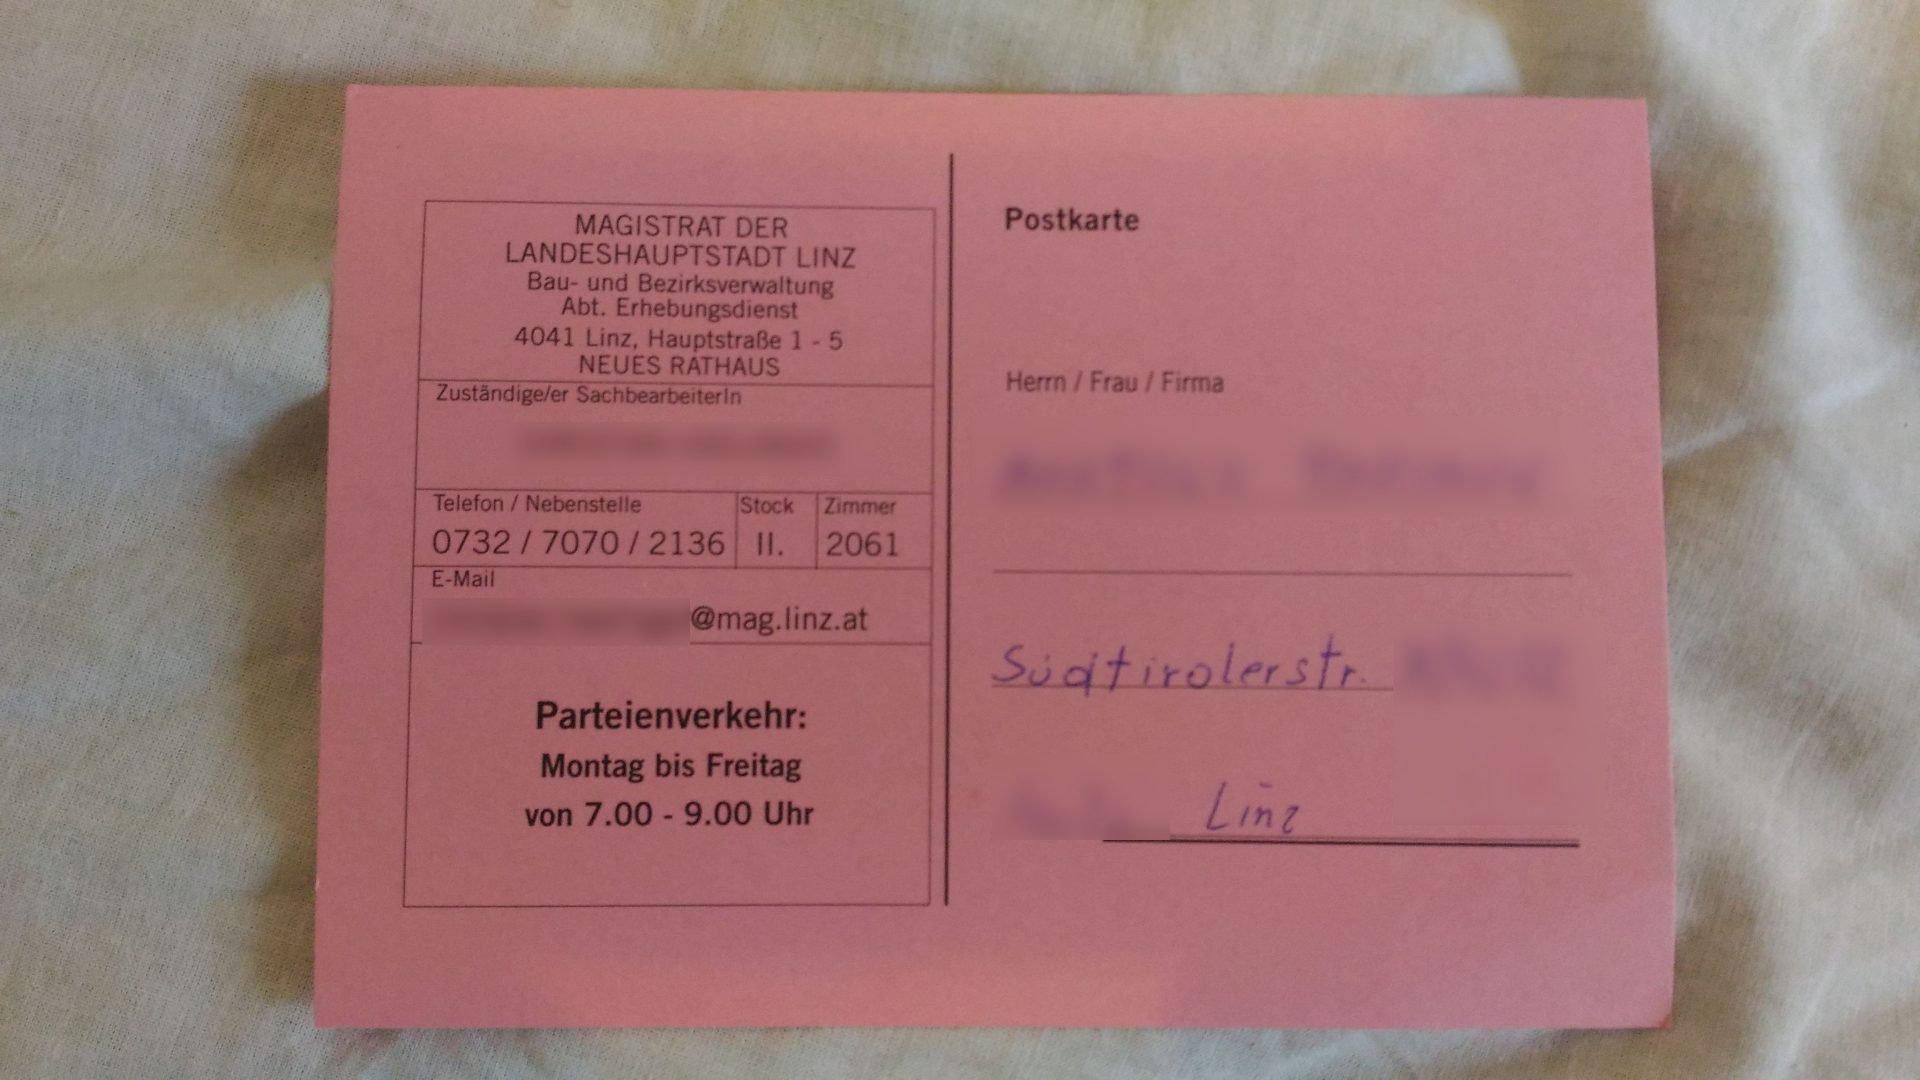 MAGISTRAT DER
LANDESHAUPTSTADT LINZ
Bau- und Bezirksverwaltung
Abt. Erhebungsdienst
4041 Linz, Hauptstraße 1 - 5
NEUES RATHAUS
Zuständige/er SachbearbeiterIn
Telefon / Nebenstelle Stock Zimmer
0732 / 7070 / 2136 II. 2061
E-Mail
@mag.linz.at
Parteienverkehr:
Montag bis Freitag
von 7.00 - 9.00 Uhr
Postkarte
Herrn / Frau / Firma
Südtirolerstr.
Linz